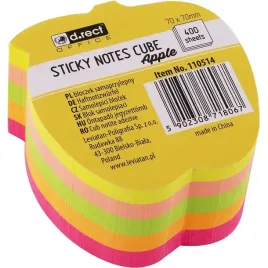 d.rect
OFFICE
70 x 70mm
400
sheets
STICKY NOTES CUBE
Apple
Item No. 110514
PL bloczek samoprzylepny
DE Haftnotizwürfel
CZ Samolepicí bloček
SK Blok samolepiaci
HU Öntapadó jegyzettömb
RO Cub notite adezive
Leviatan-Poligrafia Sp. z o.o.,
ul. Rudawka 88
43-300 Bielsko-Biała,
Poland
www.leviatan.pl
5 902308 718067
Made in P.R.C.